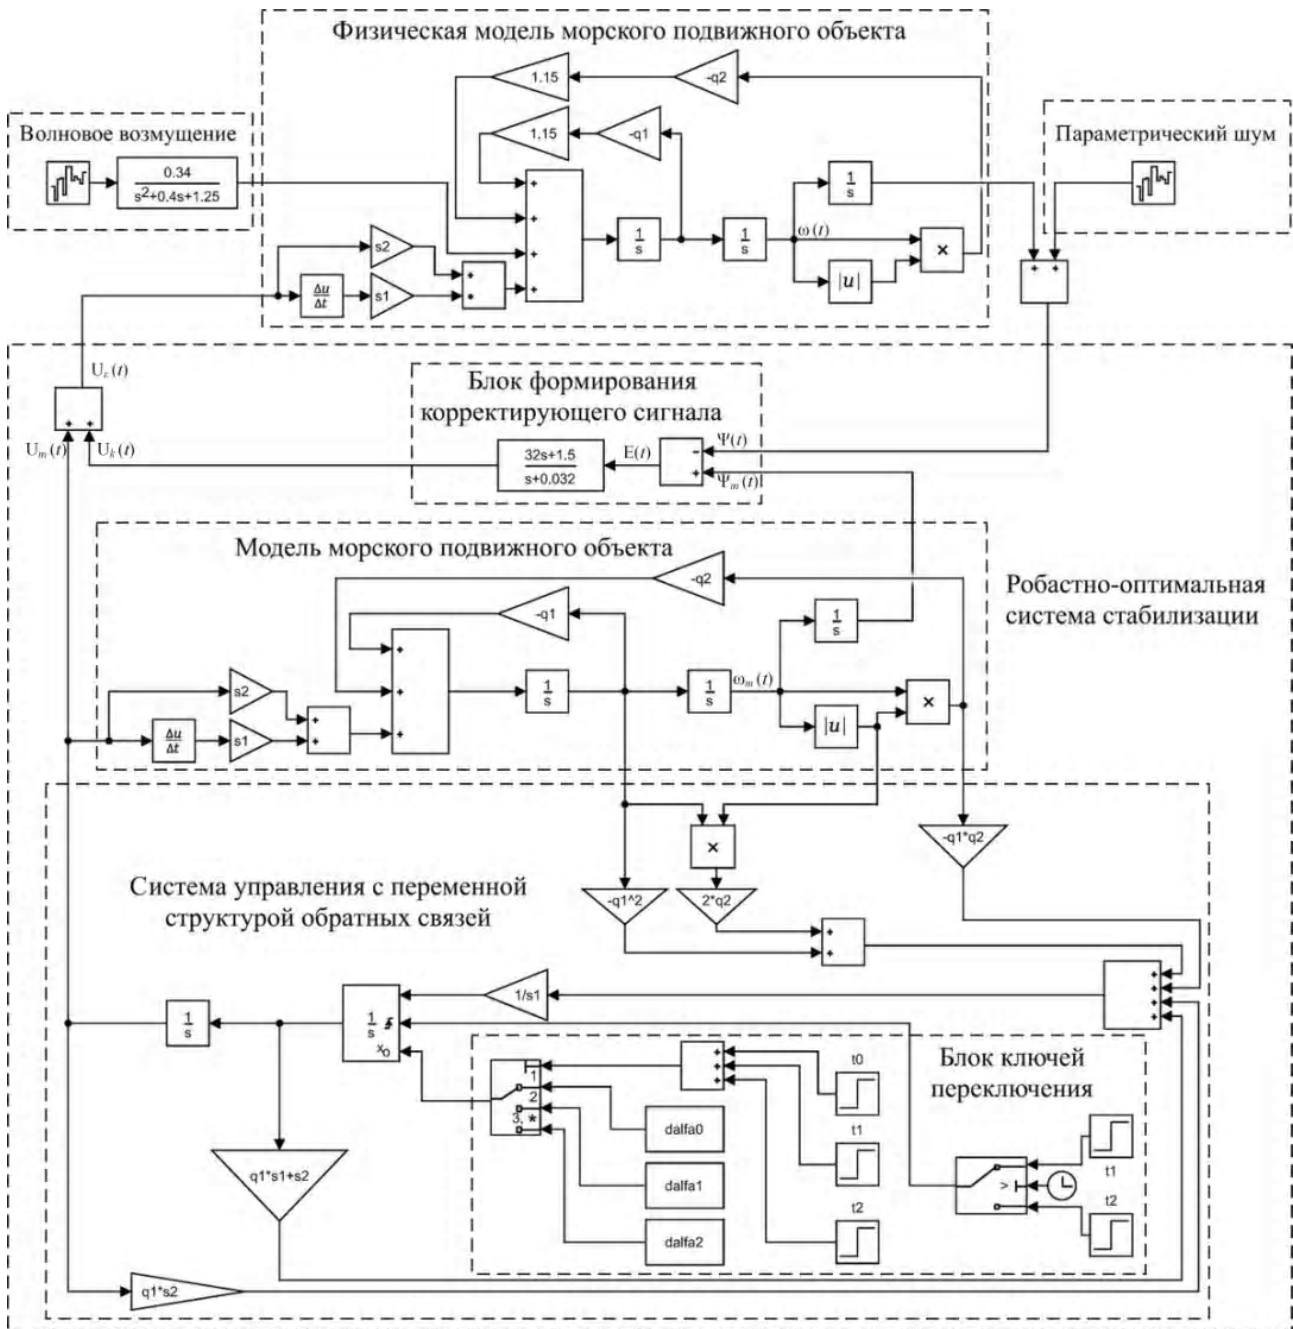 Физическая модель морского подвижного объекта
1.15
-q2
Волновое возмущение
1.15
-q1
Параметрический шум
0.34
s²+0.4s+1.25
+
+
+
+
1
s
1
s
1
s
ω(t)
×
|u|
s2
Δu
Δt
s1
+
+
+ +
Uε(t)
Блок формирования
корректирующего сигнала
+ +
Um(t)
Uk(t)
32s+1.5
s+0.032
E(t)
-
+
Ψ(t)
Ψm(t)
Модель морского подвижного объекта
-q2
-q1
Робастно-оптимальная
система стабилизации
1
s
+
+
+
1
s
1
s
ωm(t)
×
|u|
s2
Δu
Δt
s1
+
+
×
-q1*q2
Система управления с переменной
структурой обратных связей
-q1^2
2*q2
+
+
1/s1
+
+
+
+
1
s
1
s
xo
Блок ключей
переключения
1
2
3, *
+
+
+
t0
dalfa0
t1
dalfa1
t2
dalfa2
>
t1
t2
q1*s1+s2
q1*s2